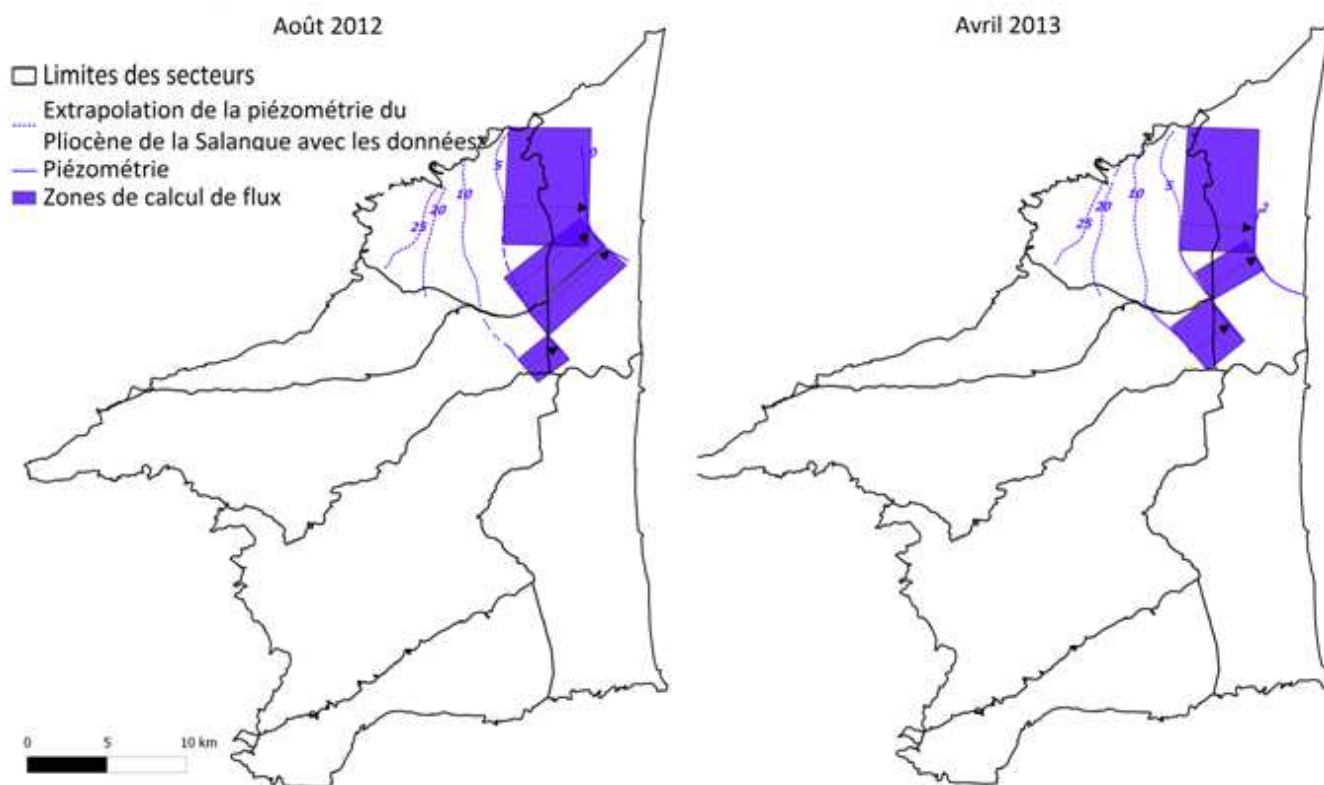 Août 2012
Avril 2013
Limites des secteurs
Extrapolation de la piézométrie du
Pliocène de la Salanque avec les données
Piézométrie
Zones de calcul de flux
25
20
10
5
0
25
20
10
5
2
0 5 10 km